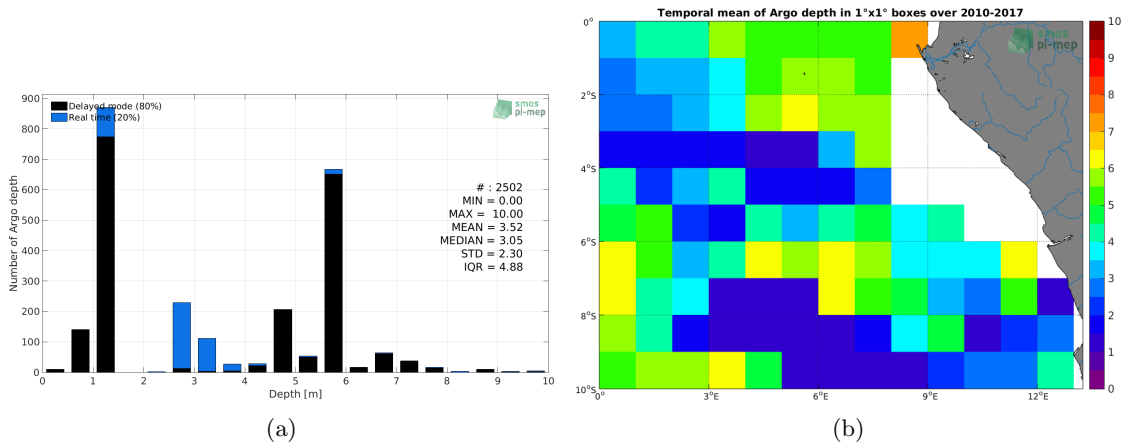 Temporal mean of Argo depth in 1°x1° boxes over 2010-2017
900
800
700
600
500
400
300
200
100
0
Number of Argo depth
Delayed mode (80%)
Real time (20%)
smos
pi-mep
# : 2502
MIN = 0.00
MAX = 10.00
MEAN = 3.52
MEDIAN = 3.05
STD = 2.30
IQR = 4.88
0 1 2 3 4 5 6 7 8 9 10
Depth [m]
(a)
0°
2°S
4°S
6°S
8°S
10°S
0° 3°E 6°E 9°E 12°E
smos
pi-mep
10
9
8
7
6
5
4
3
2
1
0
(b)